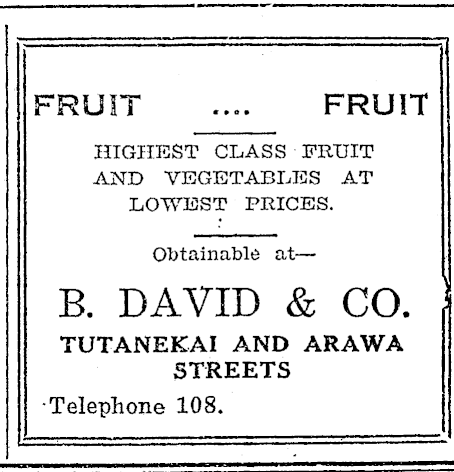 FRUIT .... FRUIT
HIGHEST CLASS FRUIT
AND VEGETABLES AT
LOWEST PRICES.
Obtainable at—
B. DAVID & CO.
TUTANEKAI AND ARAWA
STREETS
Telephone 108.